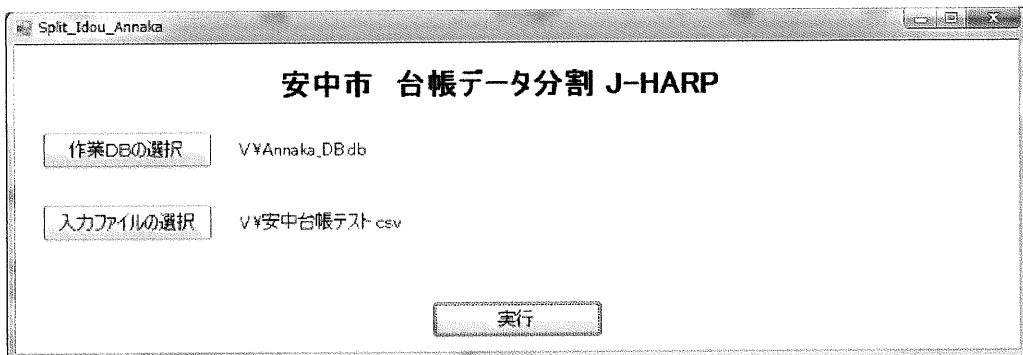 Split_Idou_Annaka
安中市 台帳データ分割 J-HARP
作業DBの選択 V¥Annaka_DB.db
入力ファイルの選択 V¥安中台帳テスト.csv
実行